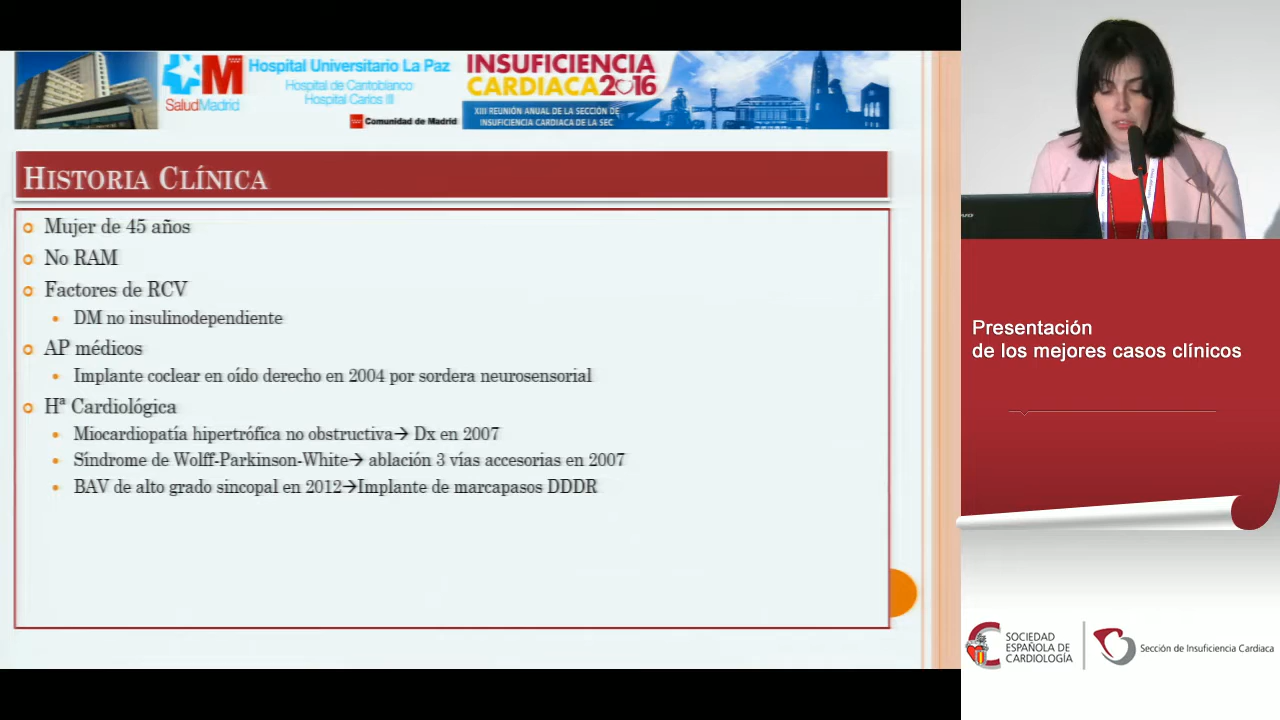 SaludMadrid
Hospital Universitario La Paz
Hospital de Cantoblanco
Hospital Carlos III
Comunidad de Madrid
INSUFICIENCIA
CARDIACA2016
XIII REUNIÓN ANUAL DE LA SECCIÓN DE
INSUFICIENCIA CARDIACA DE LA SEC
HISTORIA CLÍNICA
Mujer de 45 años
No RAM
Factores de RCV
DM no insulinodependiente
AP médicos
Implante coclear en oído derecho en 2004 por sordera neurosensorial
Hª Cardiológica
Miocardiopatía hipertrófica no obstructiva→ Dx en 2007
Síndrome de Wolff-Parkinson-White→ ablación 3 vías accesorias en 2007
BAV de alto grado sincopal en 2012→Implante de marcapasos DDDR
Presentación
de los mejores casos clínicos
SOCIEDAD
ESPAÑOLA DE
CARDIOLOGÍA
Sección de Insuficiencia Cardiaca